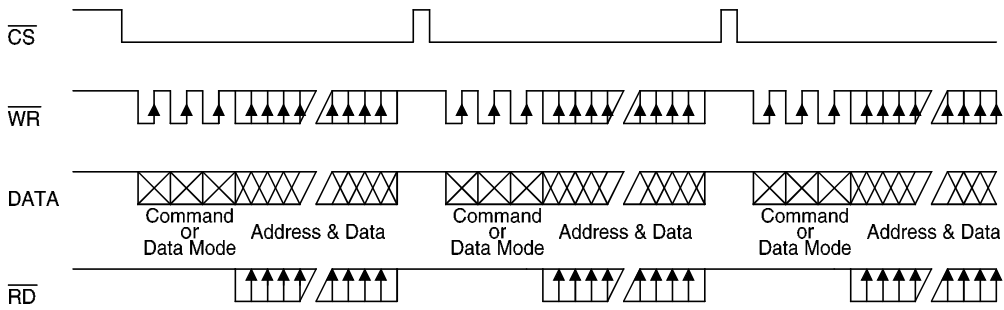 CS
WR
DATA
Command
or
Data Mode
Address & Data
Command
or
Data Mode
Address & Data
Command
or
Data Mode
Address & Data
RD